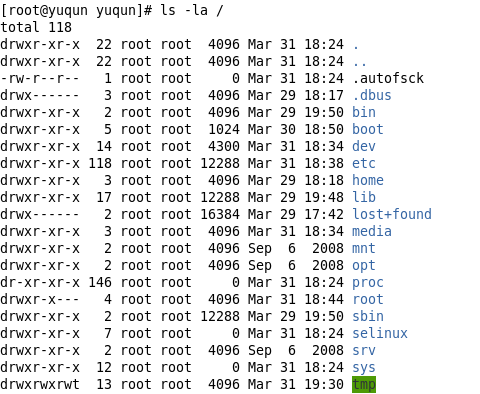 [root@yuqun yuqun]# ls -la /
total 118
drwxr-xr-x  22 root root  4096 Mar 31 18:24 .
drwxr-xr-x  22 root root  4096 Mar 31 18:24 ..
-rw-r--r--   1 root root     0 Mar 31 18:24 .autofsck
drwx------   3 root root  4096 Mar 29 18:17 .dbus
drwxr-xr-x   2 root root  4096 Mar 29 19:50 bin
drwxr-xr-x   5 root root  1024 Mar 30 18:50 boot
drwxr-xr-x  14 root root  4300 Mar 31 18:34 dev
drwxr-xr-x 118 root root 12288 Mar 31 18:38 etc
drwxr-xr-x   3 root root  4096 Mar 29 18:18 home
drwxr-xr-x  17 root root 12288 Mar 29 19:48 lib
drwx------   2 root root 16384 Mar 29 17:42 lost+found
drwxr-xr-x   3 root root  4096 Mar 31 18:34 media
drwxr-xr-x   2 root root  4096 Sep  6  2008 mnt
drwxr-xr-x   2 root root  4096 Sep  6  2008 opt
dr-xr-xr-x 146 root root     0 Mar 31 18:24 proc
drwxr-x---   4 root root  4096 Mar 31 18:44 root
drwxr-xr-x   2 root root 12288 Mar 29 19:50 sbin
drwxr-xr-x   7 root root     0 Mar 31 18:24 selinux
drwxr-xr-x   2 root root  4096 Sep  6  2008 srv
drwxr-xr-x  12 root root     0 Mar 31 18:24 sys
drwxrwxrwt  13 root root  4096 Mar 31 19:30 tmp